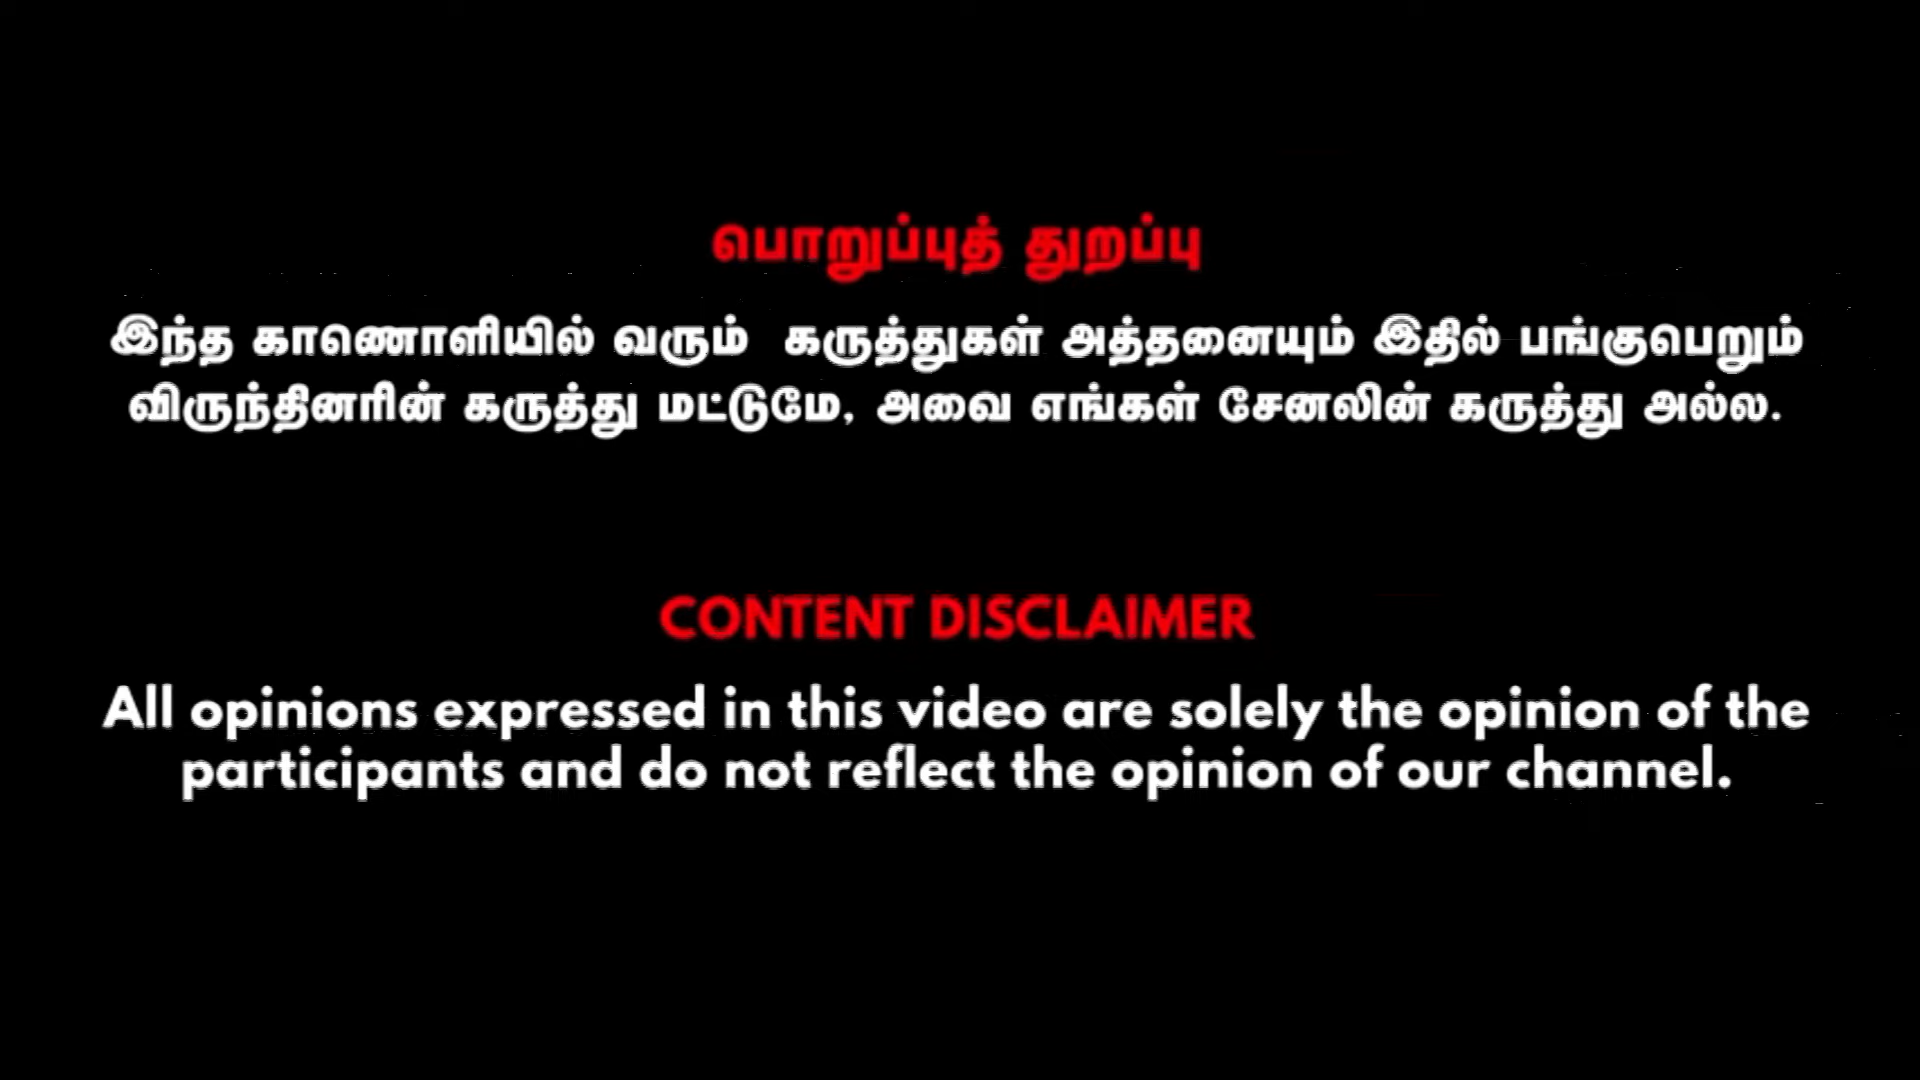 பொறுப்புத் துறப்பு
இந்த காணொளியில் வரும் கருத்துகள் அத்தனையும் இதில் பங்குபெறும்
விருந்தினரின் கருத்து மட்டுமே, அவை எங்கள் சேனலின் கருத்து அல்ல.
CONTENT DISCLAIMER
All opinions expressed in this video are solely the opinion of the
participants and do not reflect the opinion of our channel.